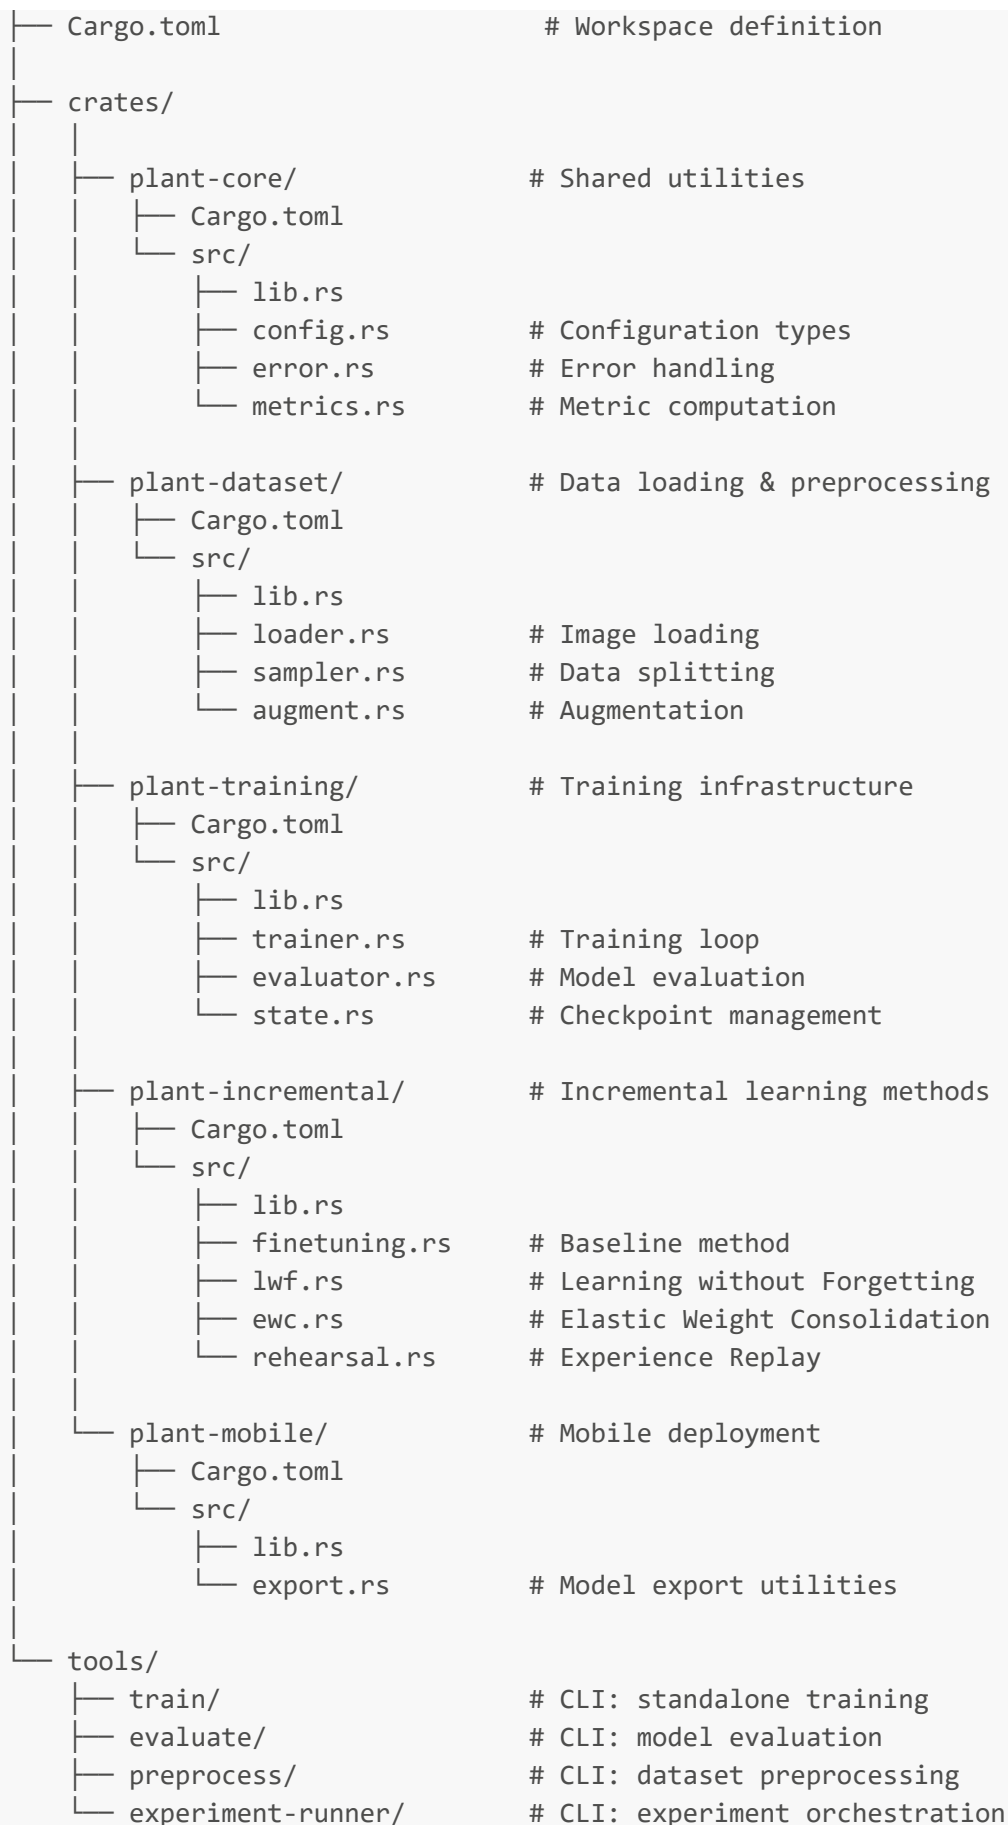 ├── Cargo.toml                     # Workspace definition
│
├── crates/
│   │
│   ├── plant-core/             # Shared utilities
│   │   ├── Cargo.toml
│   │   └── src/
│   │       ├── lib.rs
│   │       ├── config.rs         # Configuration types
│   │       ├── error.rs          # Error handling
│   │       └── metrics.rs        # Metric computation
│   │
│   ├── plant-dataset/          # Data loading & preprocessing
│   │   ├── Cargo.toml
│   │   └── src/
│   │       ├── lib.rs
│   │       ├── loader.rs         # Image loading
│   │       ├── sampler.rs        # Data splitting
│   │       └── augment.rs        # Augmentation
│   │
│   ├── plant-training/         # Training infrastructure
│   │   ├── Cargo.toml
│   │   └── src/
│   │       ├── lib.rs
│   │       ├── trainer.rs        # Training loop
│   │       ├── evaluator.rs      # Model evaluation
│   │       └── state.rs          # Checkpoint management
│   │
│   ├── plant-incremental/      # Incremental learning methods
│   │   ├── Cargo.toml
│   │   └── src/
│   │       ├── lib.rs
│   │       ├── finetuning.rs     # Baseline method
│   │       ├── lwf.rs            # Learning without Forgetting
│   │       ├── ewc.rs            # Elastic Weight Consolidation
│   │       └── rehearsal.rs      # Experience Replay
│   │
│   └── plant-mobile/           # Mobile deployment
│       ├── Cargo.toml
│       └── src/
│           ├── lib.rs
│           └── export.rs         # Model export utilities
│
└── tools/
    ├── train/                  # CLI: standalone training
    ├── evaluate/               # CLI: model evaluation
    ├── preprocess/             # CLI: dataset preprocessing
    └── experiment-runner/      # CLI: experiment orchestration